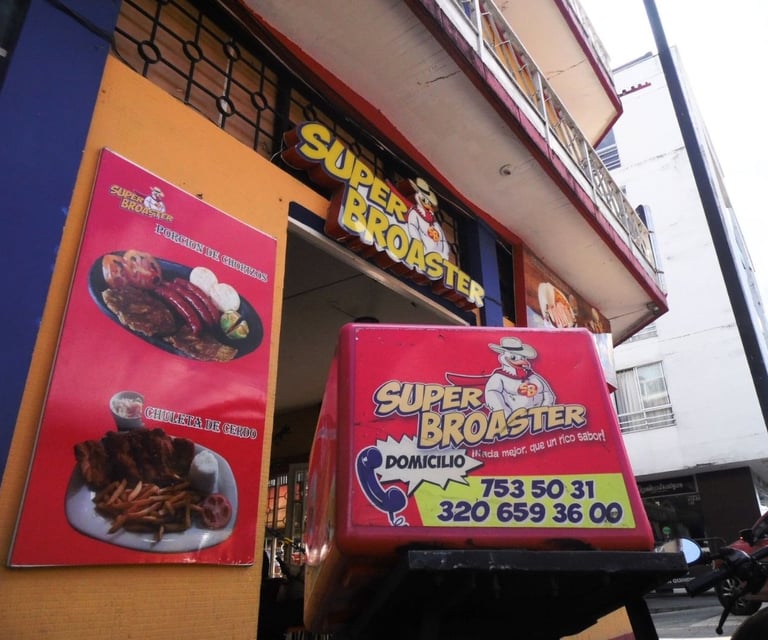 SUPER
BROASTER
PORCION DE CHORIZOS
CHULETA DE CERDO
SUPER
BROASTER
SB
SUPER
BROASTER
¡Nada mejor, que un rico sabor!
DOMICILIO
753 50 31
320 659 36 00